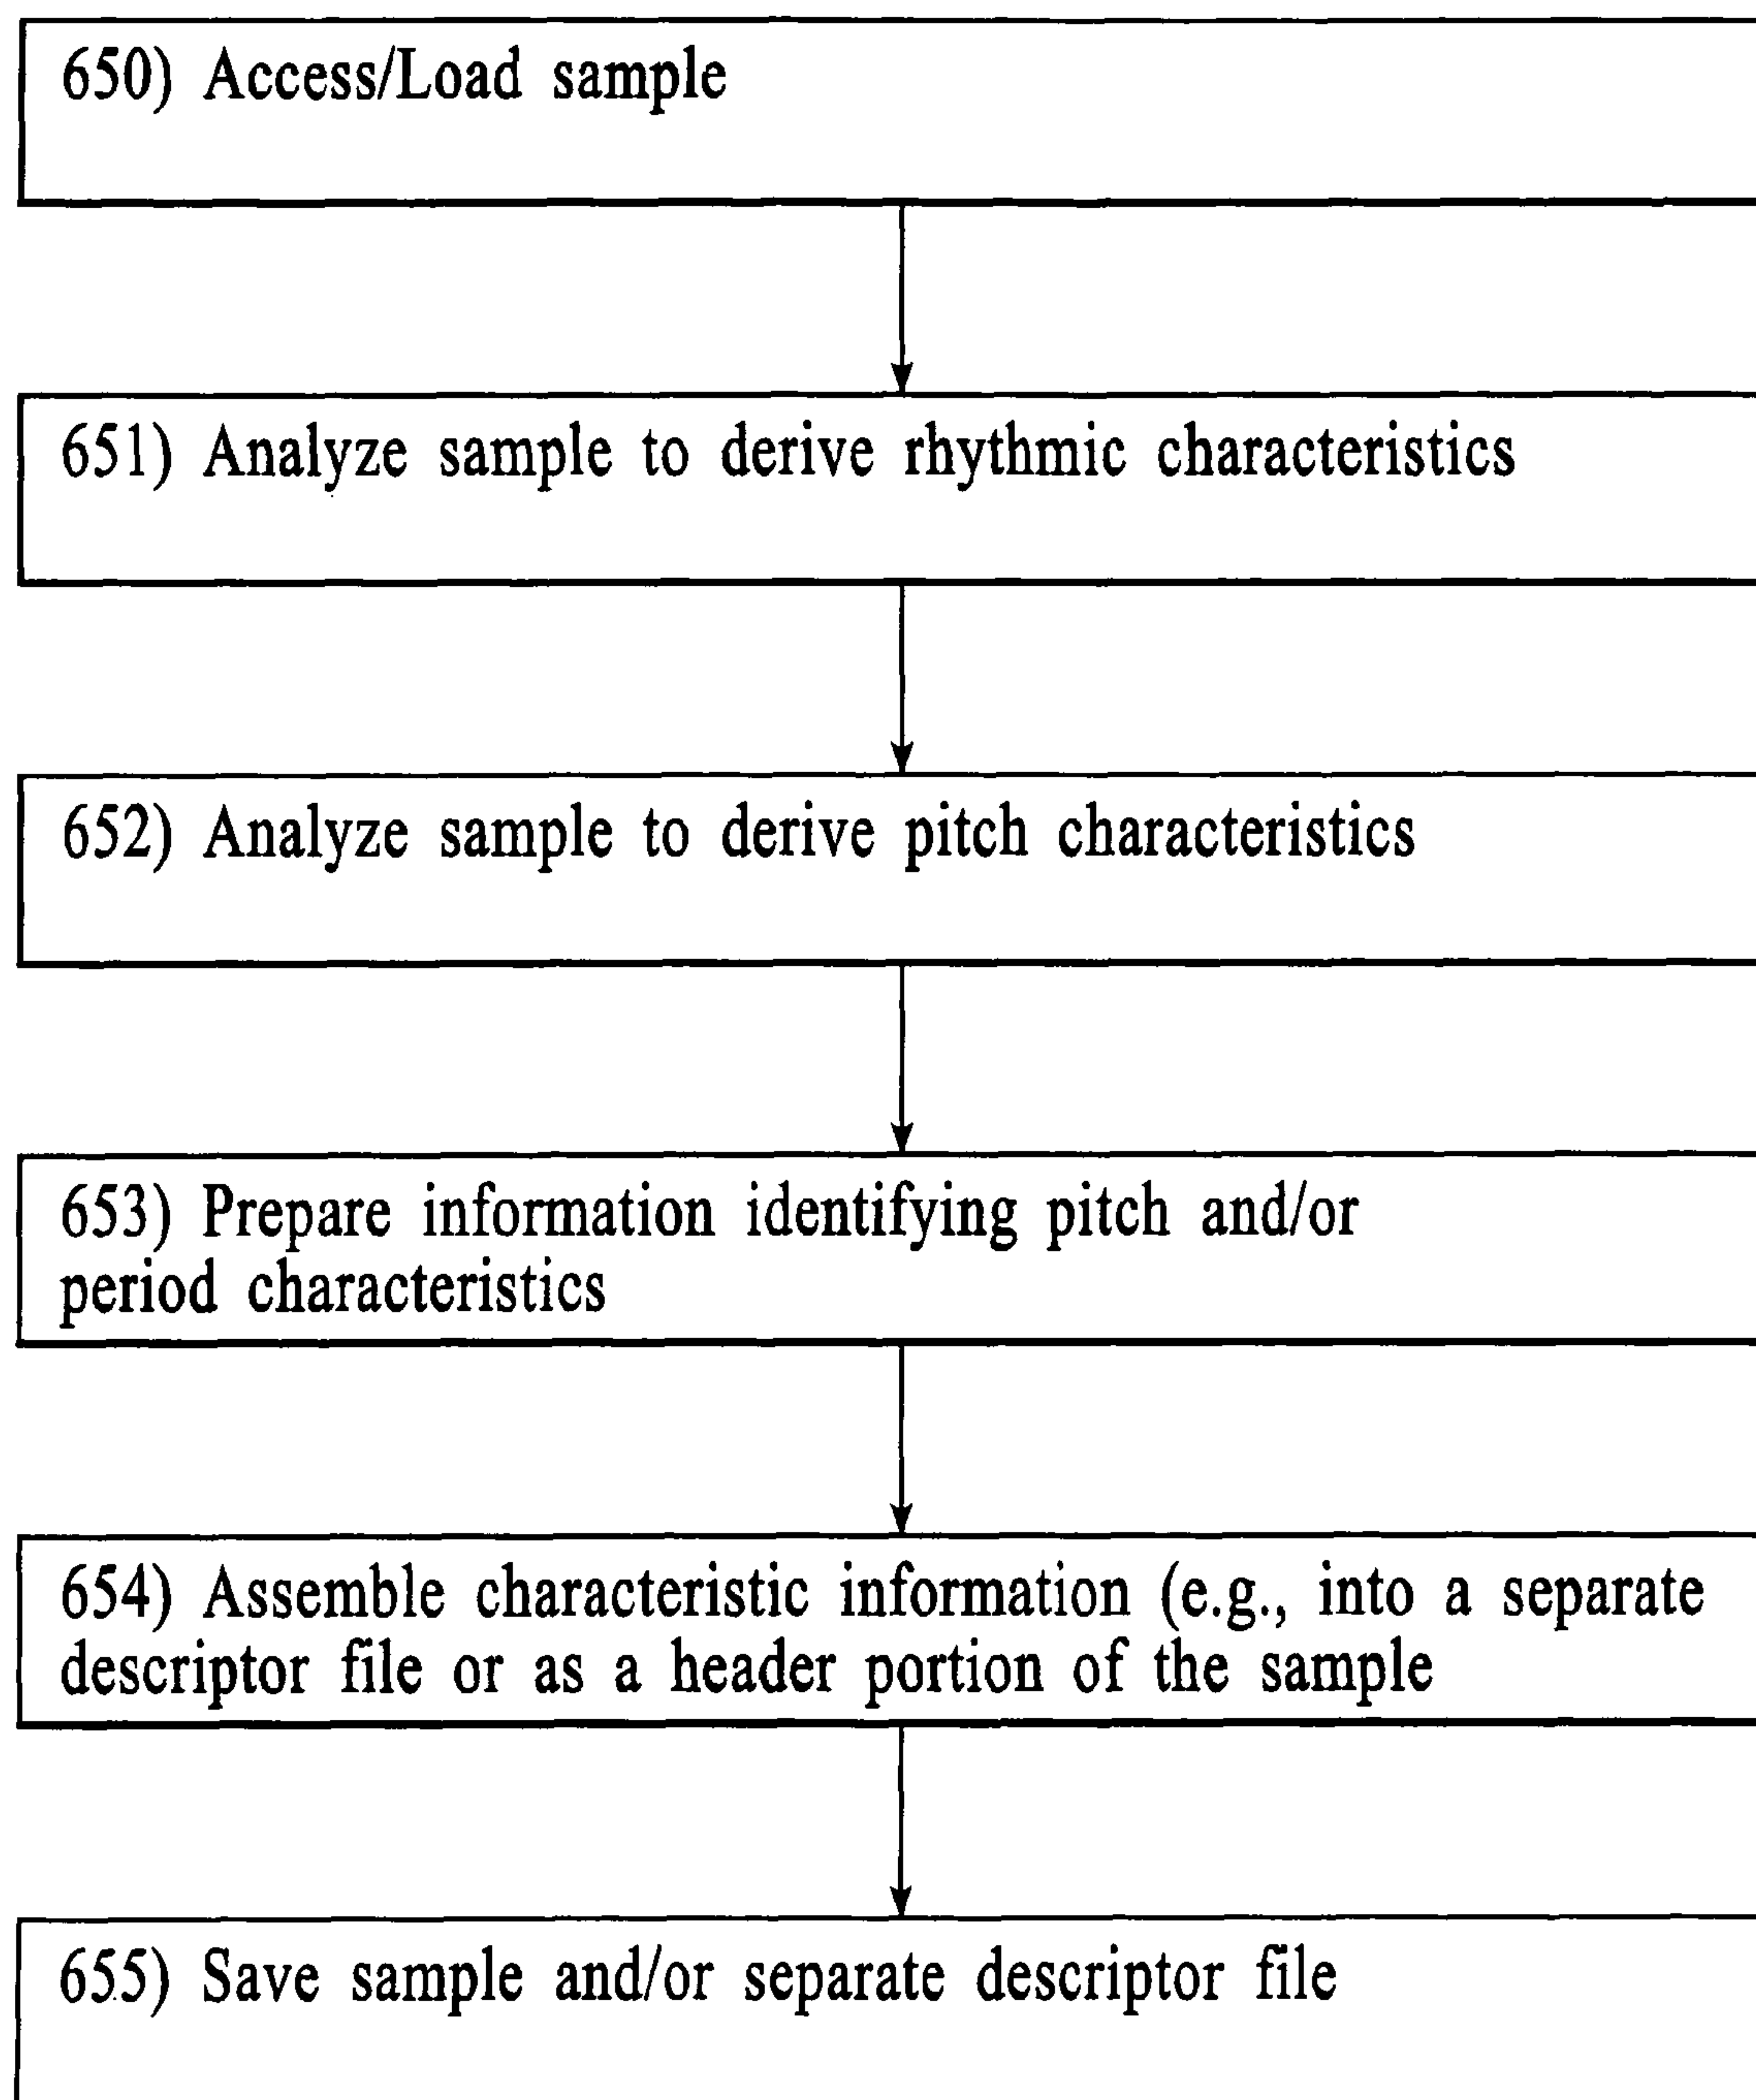 650) Access/Load sample
651) Analyze sample to derive rhythmic characteristics
652) Analyze sample to derive pitch characteristics
653) Prepare information identifying pitch and/or
period characteristics
654) Assemble characteristic information (e.g., into a separate
descriptor file or as a header portion of the sample
655) Save sample and/or separate descriptor file